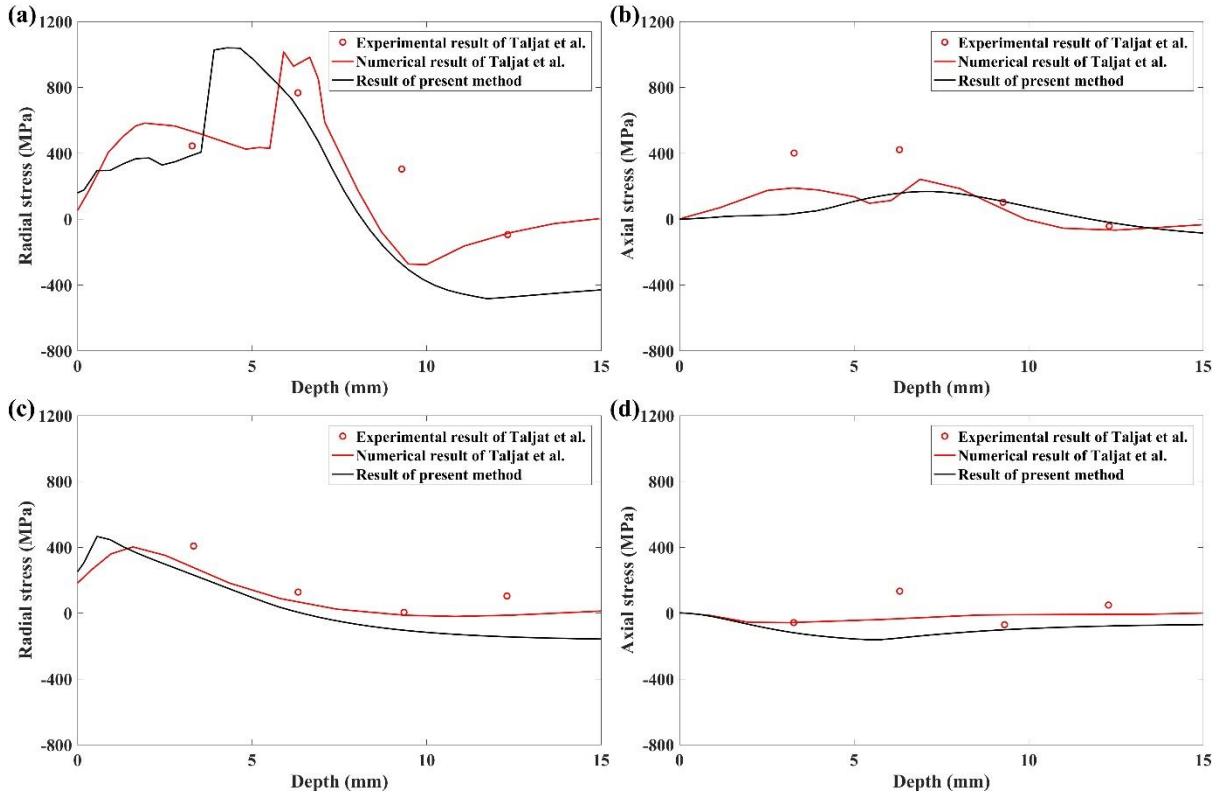 (a)
1200
800
400
0
-400
-800
Radial stress (MPa)
Experimental result of Taljat et al.
Numerical result of Taljat et al.
Result of present method
0 5 10 15
Depth (mm)
(b)
1200
800
400
0
-400
-800
Axial stress (MPa)
Experimental result of Taljat et al.
Numerical result of Taljat et al.
Result of present method
0 5 10 15
Depth (mm)
(c)
1200
800
400
0
-400
-800
Radial stress (MPa)
Experimental result of Taljat et al.
Numerical result of Taljat et al.
Result of present method
0 5 10 15
Depth (mm)
(d)
1200
800
400
0
-400
-800
Axial stress (MPa)
Experimental result of Taljat et al.
Numerical result of Taljat et al.
Result of present method
0 5 10 15
Depth (mm)